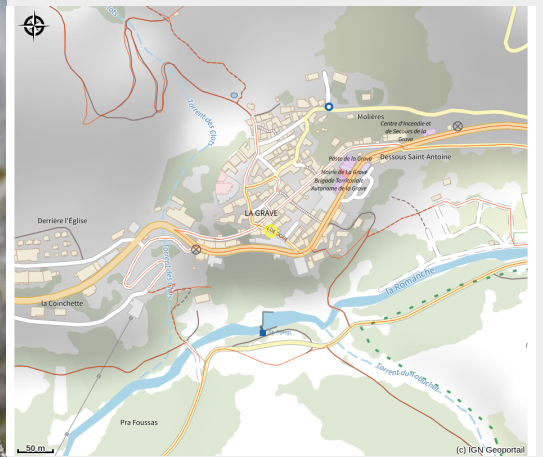 Torrent des Clots
Molières
Centre d'Incendie et
de Secours de la
Grave
Poste de la Grave
Dessous Saint-Antoine
Mairie de La Grave
Brigade Territoriale
Autonome de la Grave
LA GRAVE
Derrière l'Église
la Coinchette
la Romanche
Torrent du Tabuchet
Pra Foussas
50 m
(c) IGN Geoportail